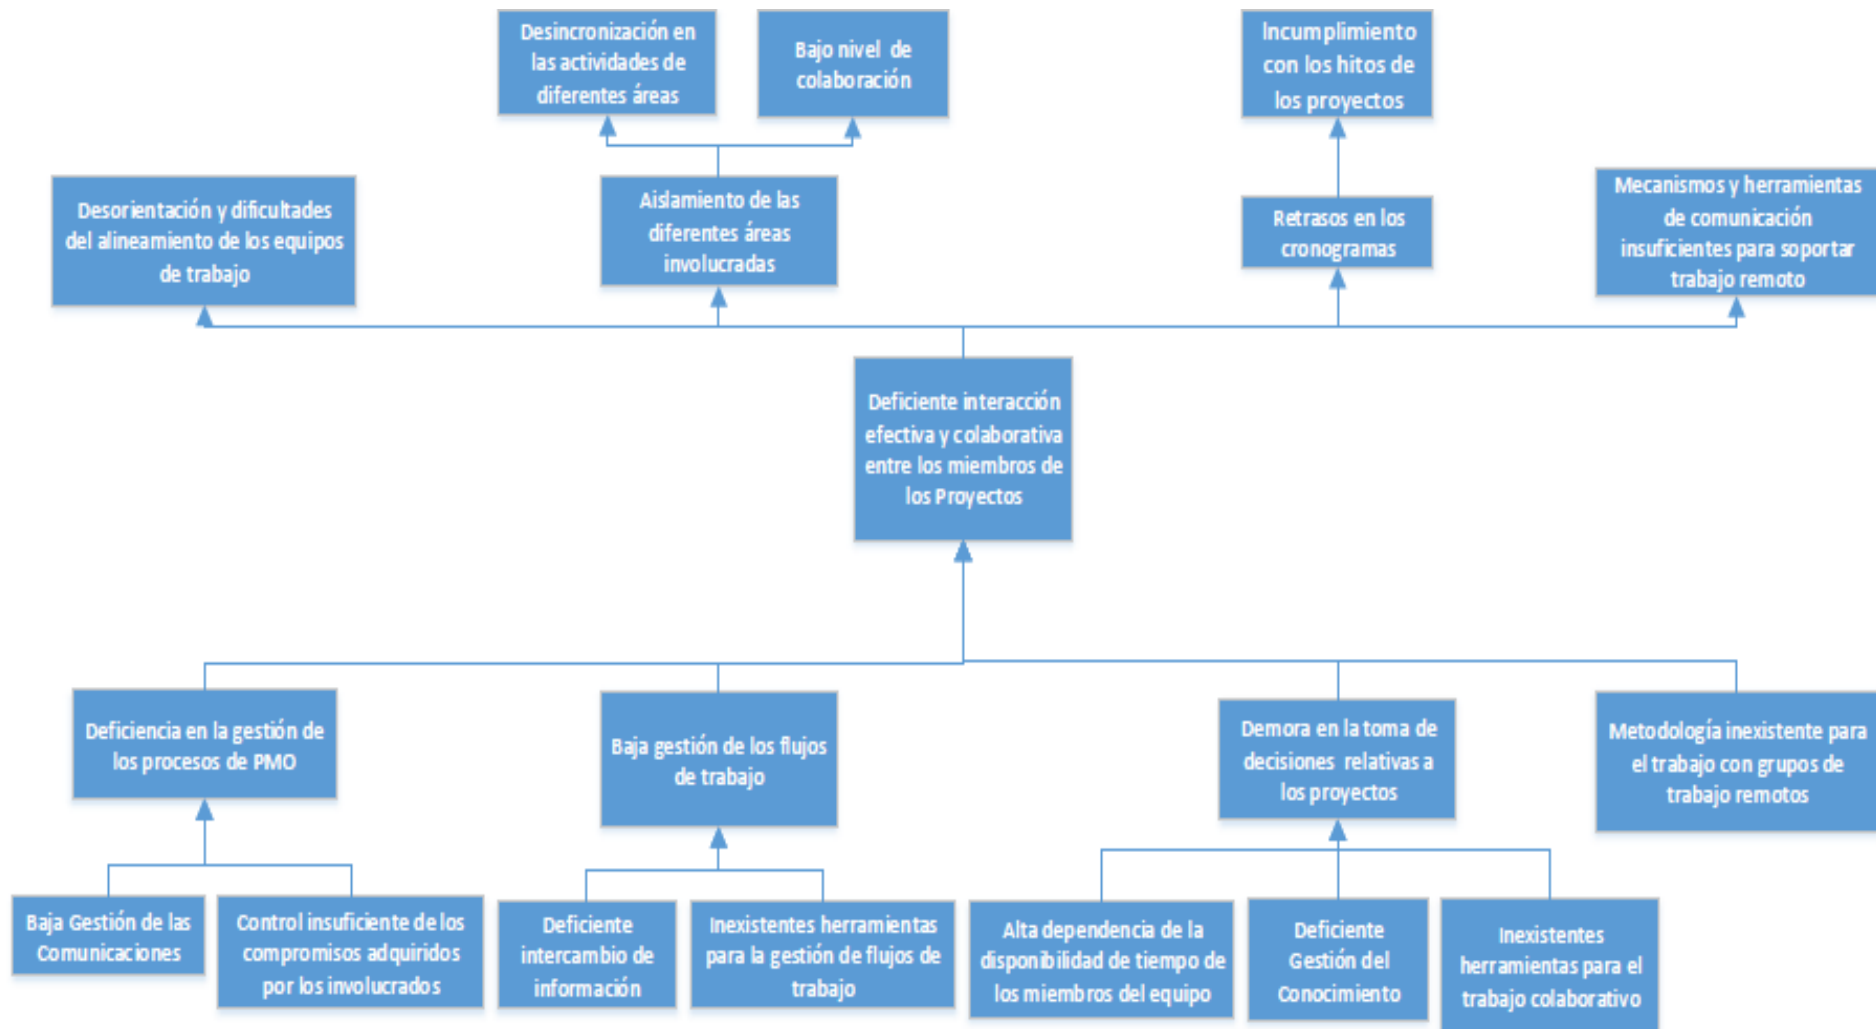 Desincronización en
las actividades de
diferentes áreas
Bajo nivel de
colaboración
Incumplimiento
con los hitos de
los proyectos
Desorientación y dificultades
del alineamiento de los equipos
de trabajo
Aislamiento de las
diferentes áreas
involucradas
Retrasos en los
cronogramas
Mecanismos y herramientas
de comunicación
insuficientes para soportar
trabajo remoto
Deficiente interacción
efectiva y colaborativa
entre los miembros de
los Proyectos
Deficiencia en la gestión de
los procesos de PMO
Baja gestión de los flujos
de trabajo
Demora en la toma de
decisiones relativas a
los proyectos
Metodología inexistente para
el trabajo con grupos de
trabajo remotos
Baja Gestión de las
Comunicaciones
Control insuficiente de los
compromisos adquiridos
por los involucrados
Deficiente
intercambio de
información
Inexistentes herramientas
para la gestión de flujos de
trabajo
Alta dependencia de la
disponibilidad de tiempo de
los miembros del equipo
Deficiente
Gestión del
Conocimiento
Inexistentes
herramientas para el
trabajo colaborativo